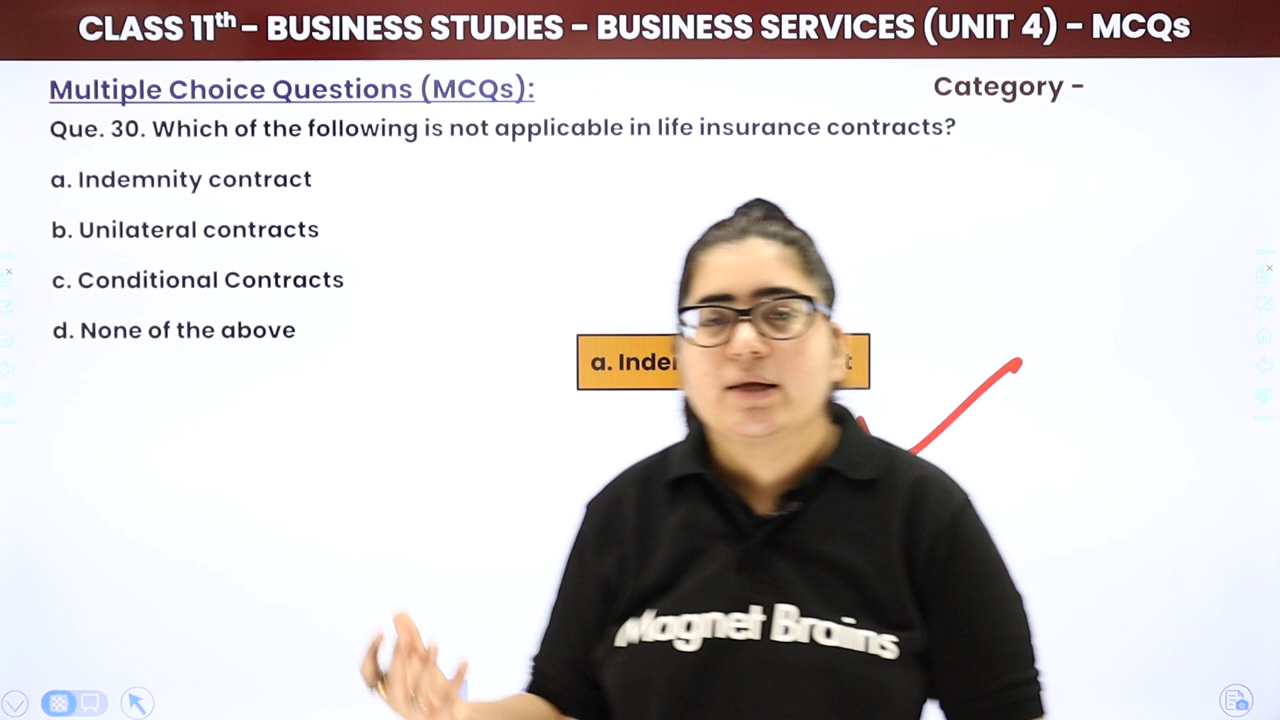 CLASS 11th - BUSINESS STUDIES - BUSINESS SERVICES (UNIT 4) - MCQs
Multiple Choice Questions (MCQs):
Category -
Que. 30. Which of the following is not applicable in life insurance contracts?
a. Indemnity contract
b. Unilateral contracts
c. Conditional Contracts
d. None of the above
a.
Magnet Brains